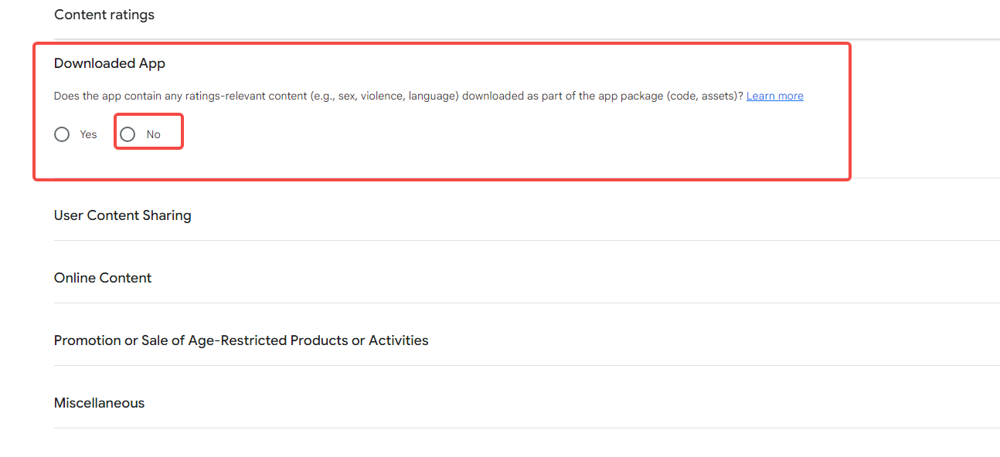 Content ratings
Downloaded App
Does the app contain any ratings-relevant content (e.g., sex, violence, language) downloaded as part of the app package (code, assets)? Learn more
Yes No
User Content Sharing
Online Content
Promotion or Sale of Age-Restricted Products or Activities
Miscellaneous